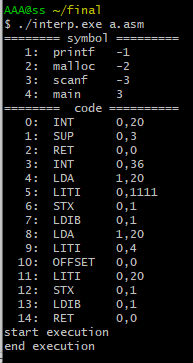 AAA@ss ~/final
$ ./interp.exe a.asm
======== symbol ==========
1: printf -1
2: malloc -2
3: scanf -3
4: main 3
======== code ==========
0: INT 0,20
1: SUP 0,3
2: RET 0,0
3: INT 0,36
4: LDA 1,20
5: LITI 0,1111
6: STX 0,1
7: LDIB 0,1
8: LDA 1,20
9: LITI 0,4
10: OFFSET 0,0
11: LITI 0,20
12: STX 0,1
13: LDIB 0,1
14: RET 0,0
start execution
end execution